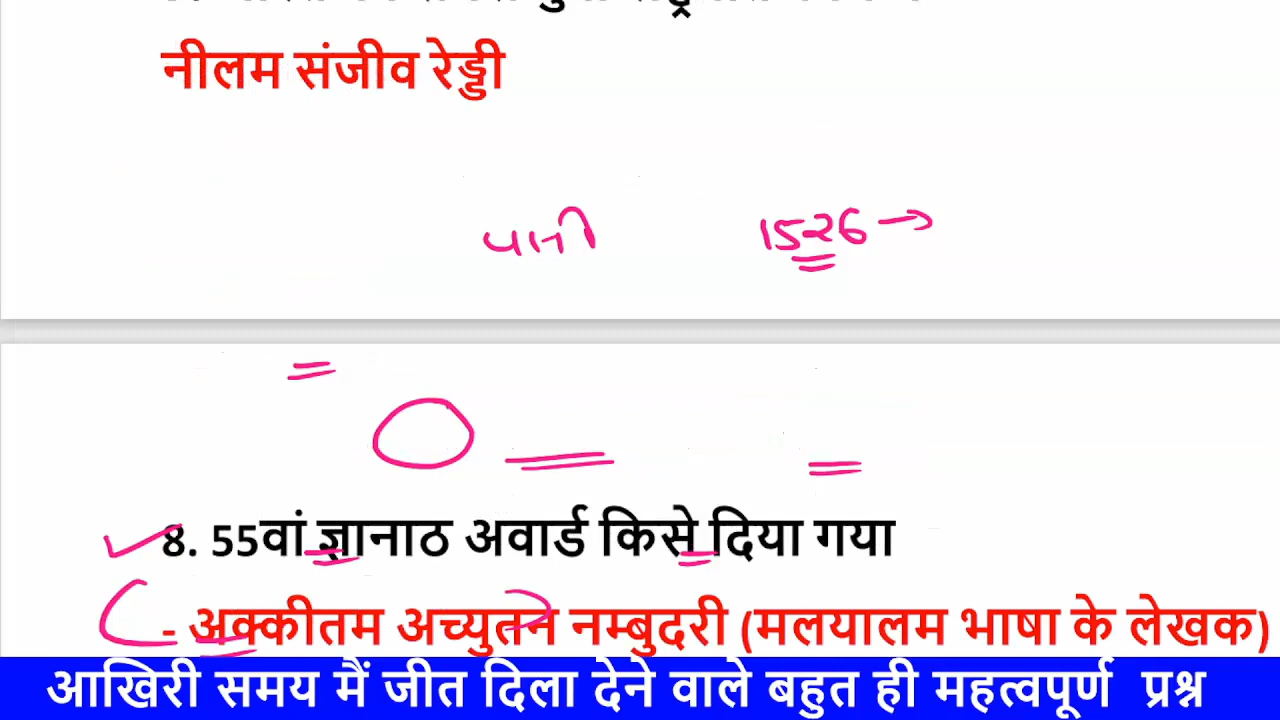 नीलम संजीव रेड्डी
पानी 1526 →
8. 55वां ज्ञानाठ अवार्ड किसे दिया गया
- अक्कीतम अच्युतन नम्बुदरी (मलयालम भाषा के लेखक)
आखिरी समय मैं जीत दिला देने वाले बहुत ही महत्वपूर्ण प्रश्न